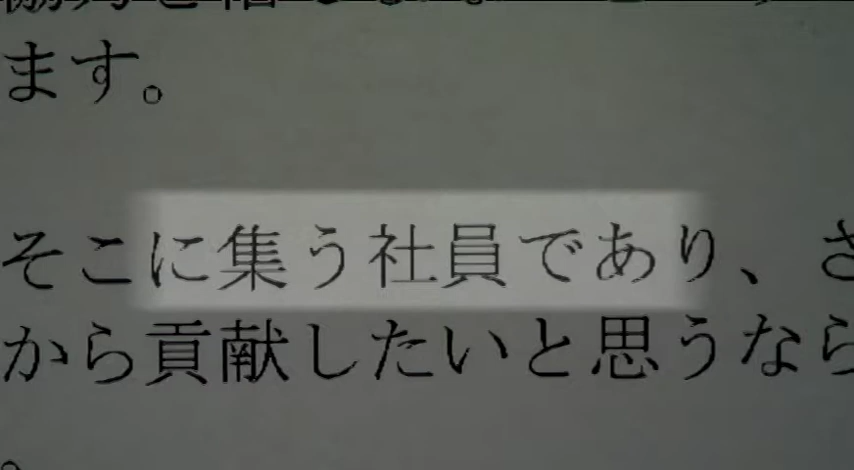 ます。
そこに集う社員であり、さ
から貢献したいと思うなら